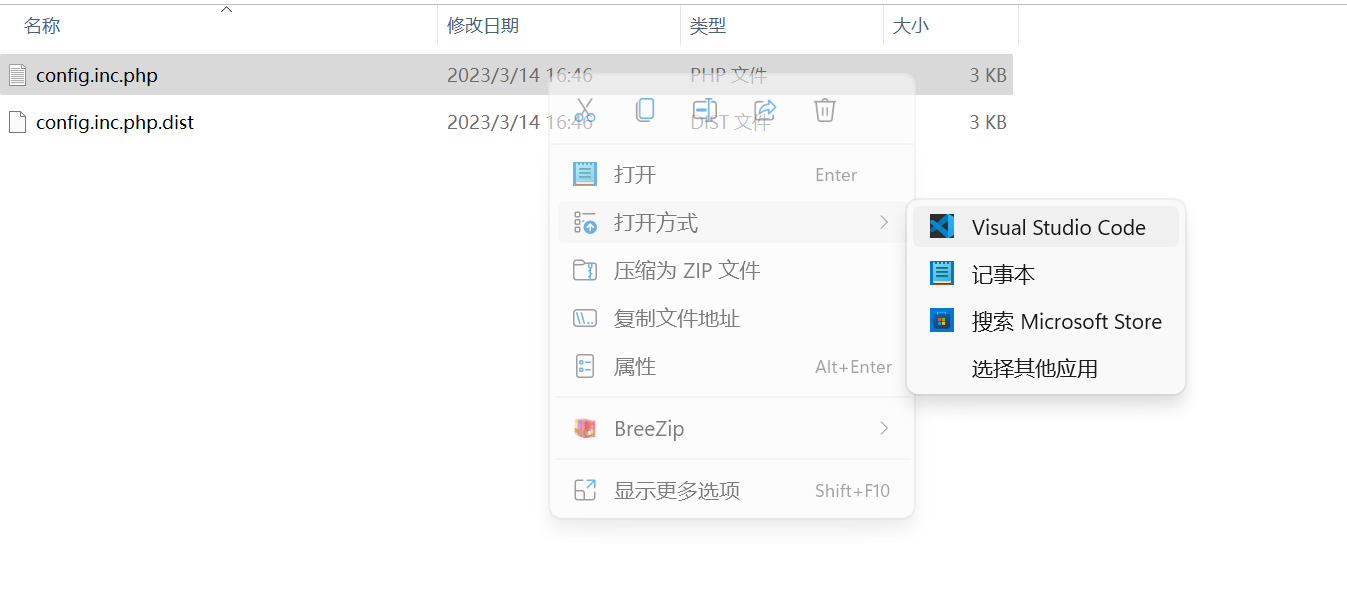 名称 修改日期 类型 大小
config.inc.php 2023/3/14 16:46 PHP 文件 3 KB
config.inc.php.dist 2023/3/14 16:46 DIST 文件 3 KB
打开 Enter
打开方式
压缩为 ZIP 文件
复制文件地址
属性 Alt+Enter
BreeZip
显示更多选项 Shift+F10
Visual Studio Code
记事本
搜索 Microsoft Store
选择其他应用